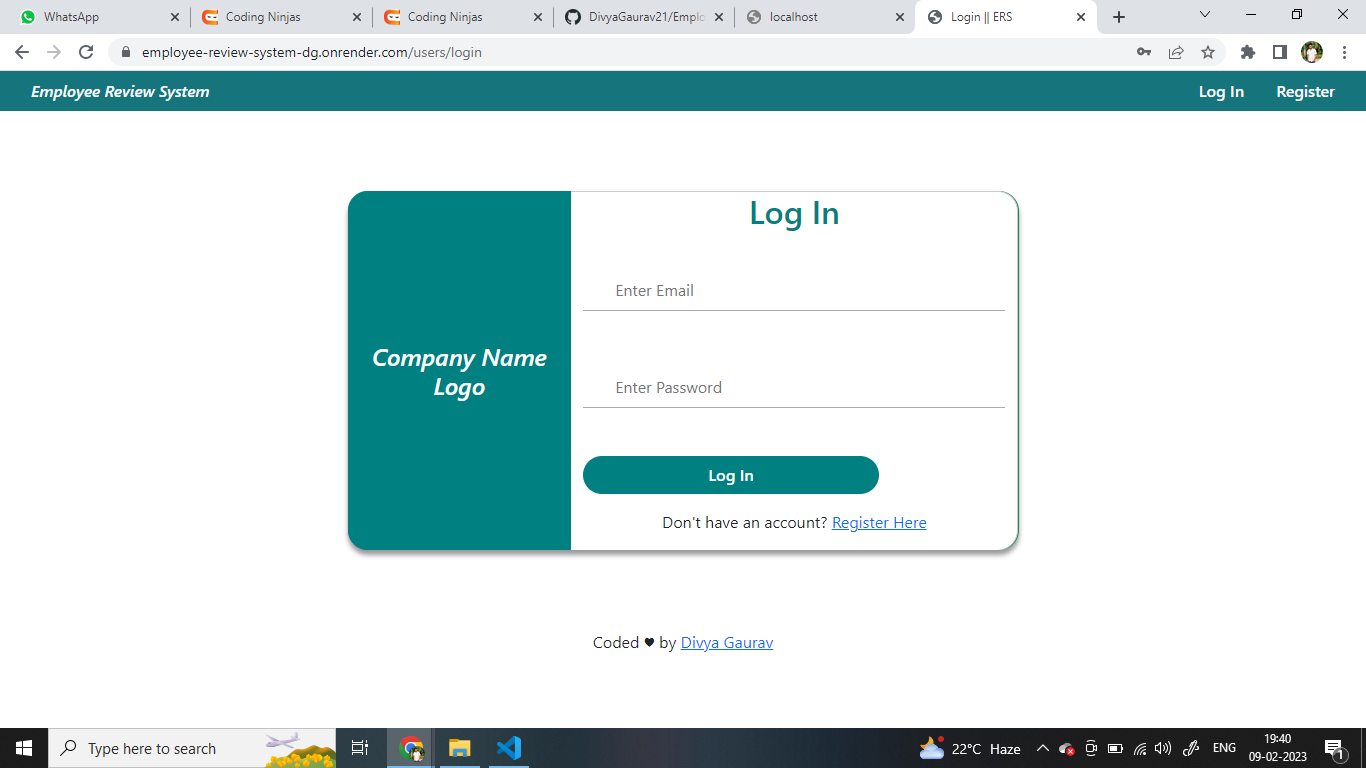 WhatsApp
Coding Ninjas
Coding Ninjas
DivyaGaurav21/Emplo
localhost
Login || ERS
employee-review-system-dg.onrender.com/users/login
Employee Review System
Log In
Register
Log In
Enter Email
Company Name
Logo
Enter Password
Log In
Don't have an account? Register Here
Coded ♥ by Divya Gaurav
Type here to search
22°C Haze
ENG
19:40
09-02-2023
1